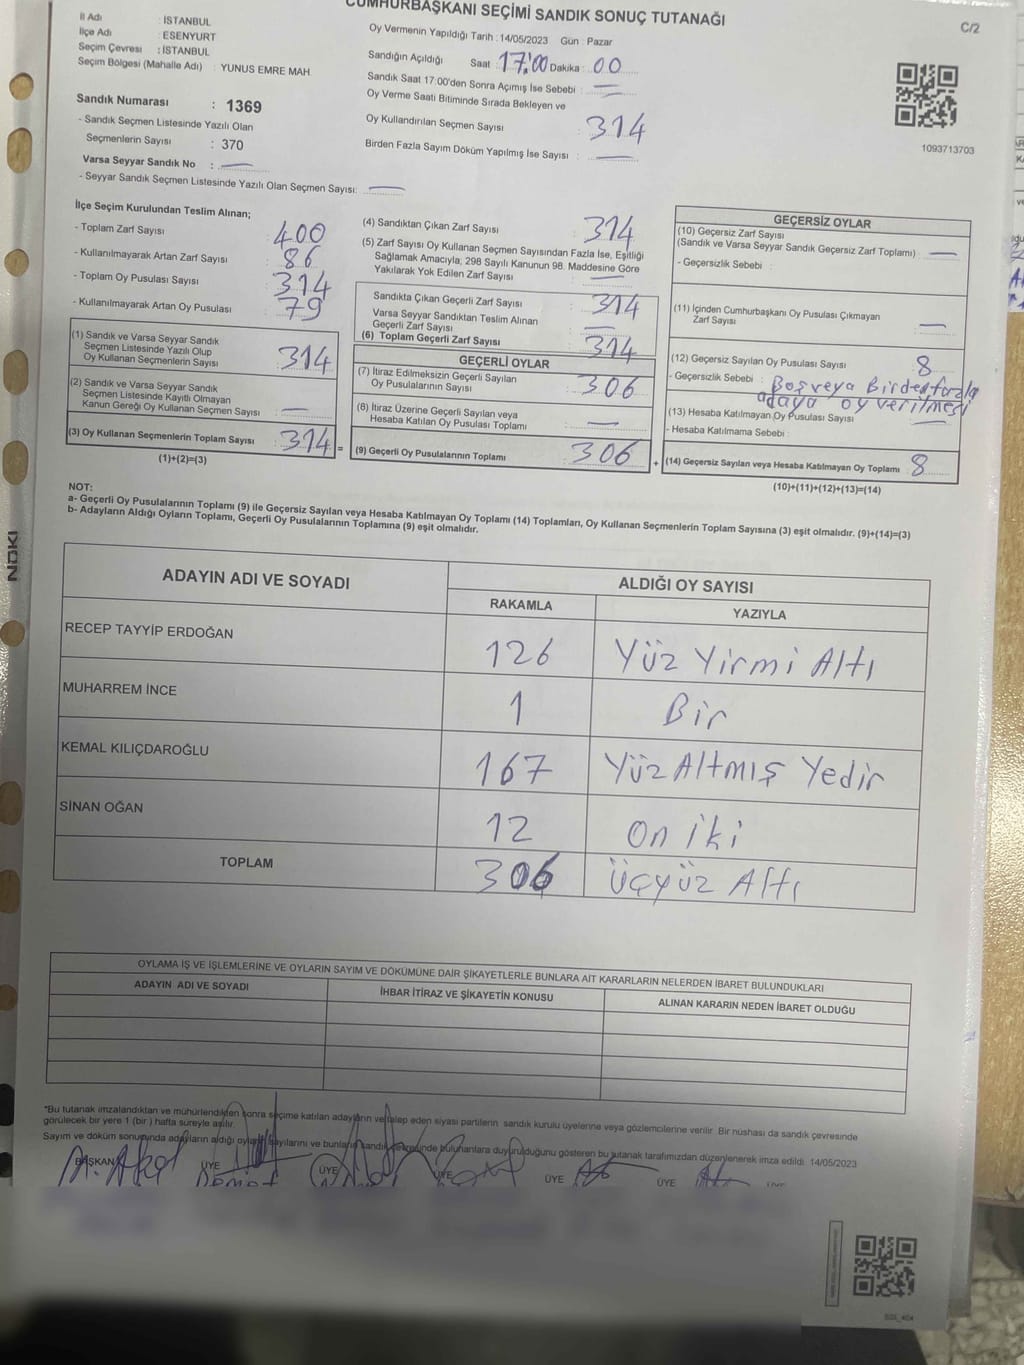 CUMHURBAŞKANI SEÇİMİ SANDIK SONUÇ TUTANAĞI
C/2
İl Adı : İSTANBUL
İlçe Adı : ESENYURT
Seçim Çevresi : İSTANBUL
Seçim Bölgesi (Mahalle Adı) : YUNUS EMRE MAH.
Sandık Numarası : 1369
- Sandık Seçmen Listesinde Yazılı Olan
Seçmenlerin Sayısı : 370
Varsa Seyyar Sandık No : —
- Seyyar Sandık Seçmen Listesinde Yazılı Olan Seçmen Sayısı: —
Oy Vermenin Yapıldığı Tarih : 14/05/2023 Gün : Pazar
Sandığın Açıldığı Saat : 17:00 Dakika : 00
Sandık Saat 17:00'den Sonra Açımış İse Sebebi : —
Oy Verme Saati Bitiminde Sırada Bekleyen ve
Oy Kullandırılan Seçmen Sayısı : 314
Birden Fazla Sayım Döküm Yapılmış İse Sayısı : —
1093713703
İlçe Seçim Kurulundan Teslim Alınan;
- Toplam Zarf Sayısı 400
- Kullanılmayarak Artan Zarf Sayısı 86
- Toplam Oy Pusulası Sayısı 314
- Kullanılmayarak Artan Oy Pusulası 79
(1) Sandık ve Varsa Seyyar Sandık
Seçmen Listesinde Yazılı Olup
Oy Kullanan Seçmenlerin Sayısı 314
(2) Sandık ve Varsa Seyyar Sandık
Seçmen Listesinde Kayıtlı Olmayan
Kanun Gereği Oy Kullanan Seçmen Sayısı —
(3) Oy Kullanan Seçmenlerin Toplam Sayısı 314 =
(1)+(2)=(3)
(4) Sandıktan Çıkan Zarf Sayısı 314
(5) Zarf Sayısı Oy Kullanan Seçmen Sayısından Fazla İse, Eşitliği
Sağlamak Amacıyla; 298 Sayılı Kanunun 98. Maddesine Göre
Yakılarak Yok Edilen Zarf Sayısı —
Sandıkta Çıkan Geçerli Zarf Sayısı 314
Varsa Seyyar Sandıktan Teslim Alınan
Geçerli Zarf Sayısı —
(6) Toplam Geçerli Zarf Sayısı 314
GEÇERLİ OYLAR
(7) İtiraz Edilmeksizin Geçerli Sayılan
Oy Pusulalarının Sayısı 306
(8) İtiraz Üzerine Geçerli Sayılan veya
Hesaba Katılan Oy Pusulası Toplamı —
(9) Geçerli Oy Pusulalarının Toplamı 306 +
GEÇERSİZ OYLAR
(10) Geçersiz Zarf Sayısı
(Sandık ve Varsa Seyyar Sandık Geçersiz Zarf Toplamı) : —
- Geçersizlik Sebebi :
(11) İçinden Cumhurbaşkanı Oy Pusulası Çıkmayan
Zarf Sayısı —
(12) Geçersiz Sayılan Oy Pusulası Sayısı 8
- Geçersizlik Sebebi : Boş veya Birden fazla
adaya oy verilmesi
(13) Hesaba Katılmayan Oy Pusulası Sayısı —
- Hesaba Katılmama Sebebi :
(14) Geçersiz Sayılan veya Hesaba Katılmayan Oy Toplamı 8
(10)+(11)+(12)+(13)=(14)
NOT:
a- Geçerli Oy Pusulalarının Toplamı (9) ile Geçersiz Sayılan veya Hesaba Katılmayan Oy Toplamı (14) Toplamları, Oy Kullanan Seçmenlerin Toplam Sayısına (3) eşit olmalıdır. (9)+(14)=(3)
b- Adayların Aldığı Oyların Toplamı, Geçerli Oy Pusulalarının Toplamına (9) eşit olmalıdır.
NOKI
ADAYIN ADI VE SOYADI
ALDIĞI OY SAYISI
RAKAMLA YAZIYLA
RECEP TAYYİP ERDOĞAN 126 Yüz Yirmi Altı
MUHARREM İNCE 1 Bir
KEMAL KILIÇDAROĞLU 167 Yüz Altmış Yedir
SİNAN OĞAN 12 On iki
TOPLAM 306 Üçyüz Altı
OYLAMA İŞ VE İŞLEMLERİNE VE OYLARIN SAYIM VE DÖKÜMÜNE DAİR ŞİKAYETLERLE BUNLARA AİT KARARLARIN NELERDEN İBARET BULUNDUKLARI
ADAYIN ADI VE SOYADI İHBAR İTİRAZ VE ŞİKAYETİN KONUSU ALINAN KARARIN NEDEN İBARET OLDUĞU
*Bu tutanak imzalandıktan ve mühürlendikten sonra seçime katılan adayların ve talep eden siyasi partilerin sandık kurulu üyelerine veya gözlemcilerine verilir. Bir nüshası da sandık çevresinde
görülecek bir yere 1 (bir) hafta süreyle asılır.
Sayım ve döküm sonucunda adayların aldığı oy sayılarını ve bunların sandık çevresinde bulunanlara duyurulduğunu gösteren bu tutanak tarafımızdan düzenlenerek imza edildi. 14/05/2023
BAŞKAN ÜYE ÜYE ÜYE ÜYE ÜYE